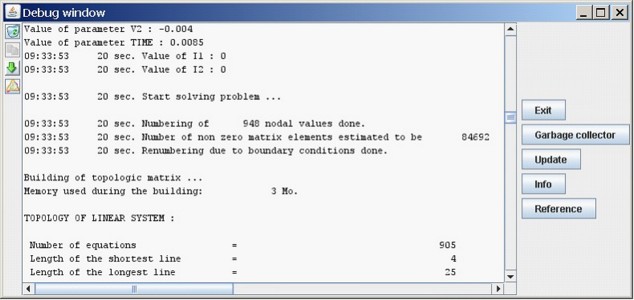 Debug window
Value of parameter V2 : -0.004
Value of parameter TIME : 0.0085
09:33:53 20 sec. Value of I1 : 0
09:33:53 20 sec. Value of I2 : 0
09:33:53 20 sec. Start solving problem ...
09:33:53 20 sec. Numbering of 948 nodal values done.
09:33:53 20 sec. Number of non zero matrix elements estimated to be 84692
09:33:53 20 sec. Renumbering due to boundary conditions done.
Building of topologic matrix ...
Memory used during the building: 3 Mo.
TOPOLOGY OF LINEAR SYSTEM :
Number of equations = 905
Length of the shortest line = 4
Length of the longest line = 25
Exit
Garbage collector
Update
Info
Reference